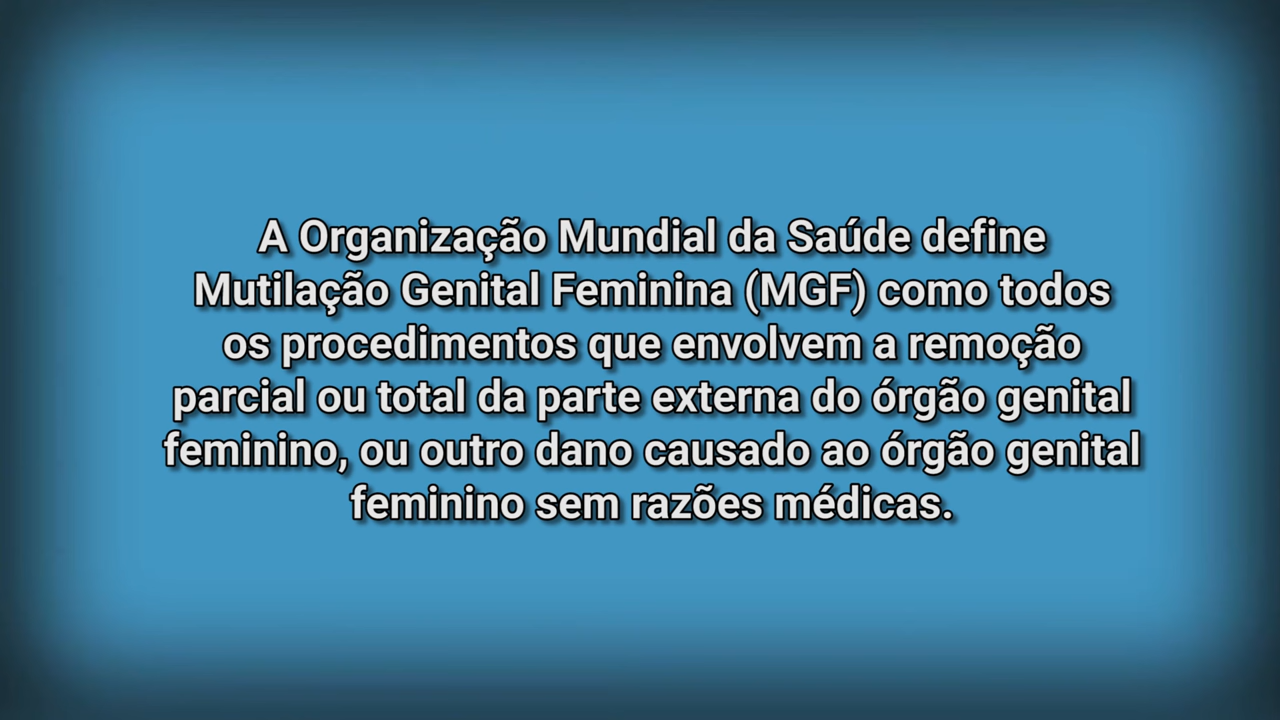 A Organização Mundial da Saúde define
Mutilação Genital Feminina (MGF) como todos
os procedimentos que envolvem a remoção
parcial ou total da parte externa do órgão genital
feminino, ou outro dano causado ao órgão genital
feminino sem razões médicas.